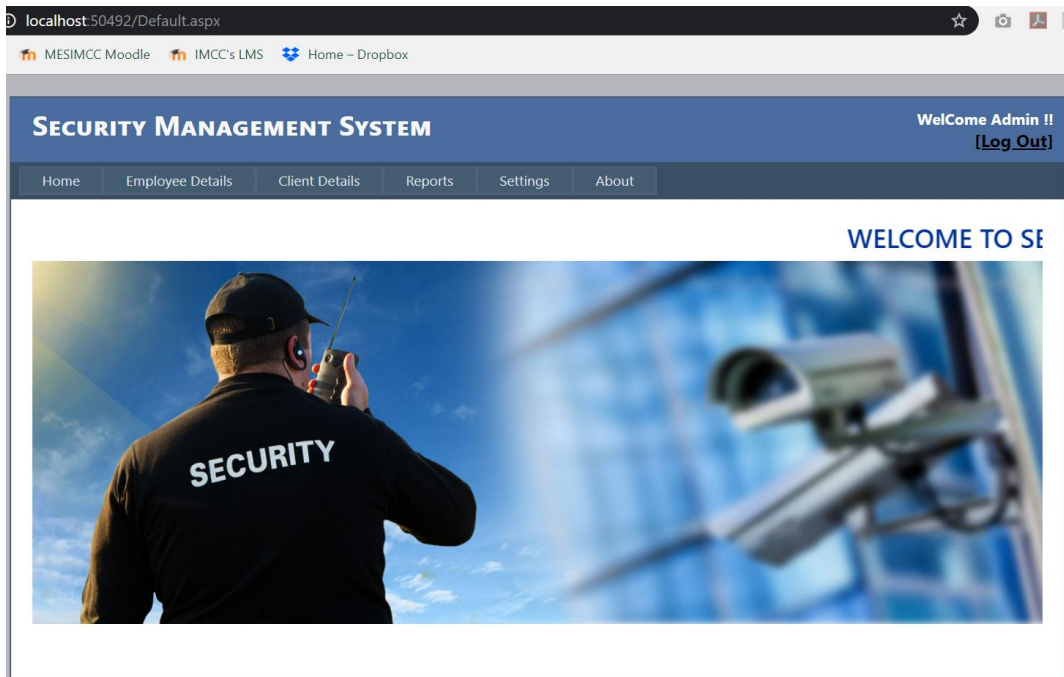 localhost:50492/Default.aspx
MESIMCC Moodle IMCC's LMS Home – Dropbox
SECURITY MANAGEMENT SYSTEM
WelCome Admin !!
[Log Out]
Home Employee Details Client Details Reports Settings About
WELCOME TO SE
SECURITY